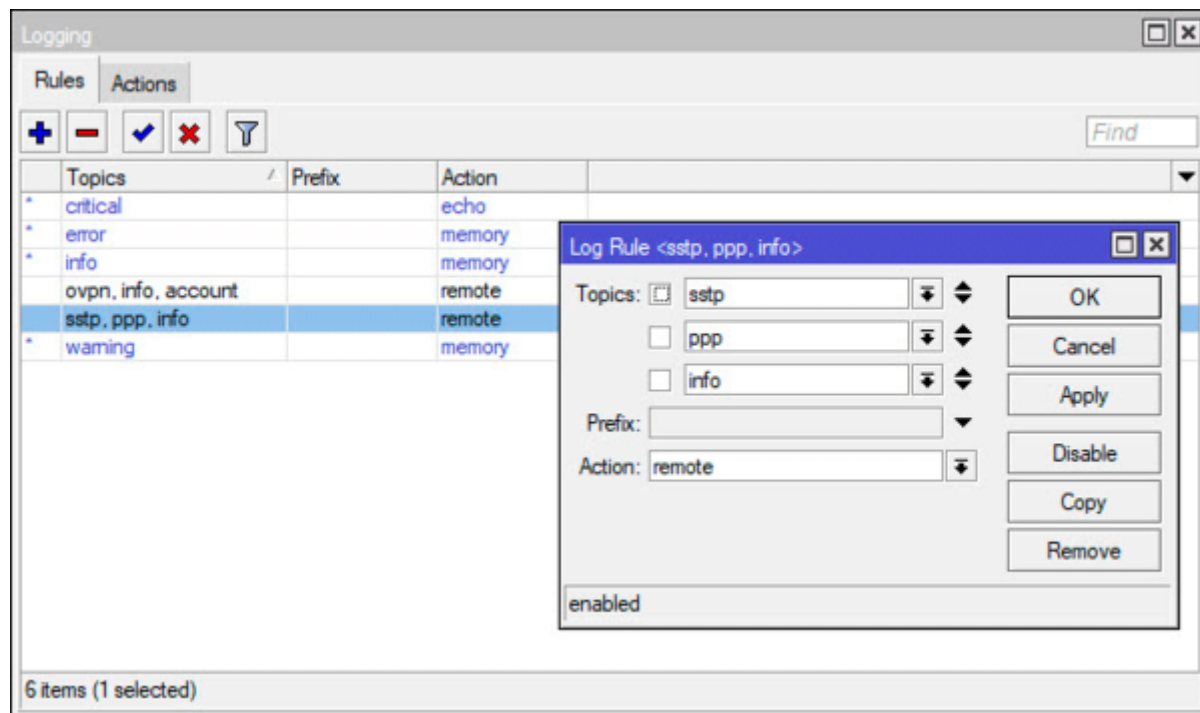 Logging
Rules Actions
Find
Topics Prefix Action
* critical echo
* error memory
* info memory
ovpn, info, account remote
sstp, ppp, info remote
* warning memory
6 items (1 selected)
Log Rule <sstp, ppp, info>
Topics: sstp
ppp
info
Prefix:
Action: remote
OK
Cancel
Apply
Disable
Copy
Remove
enabled